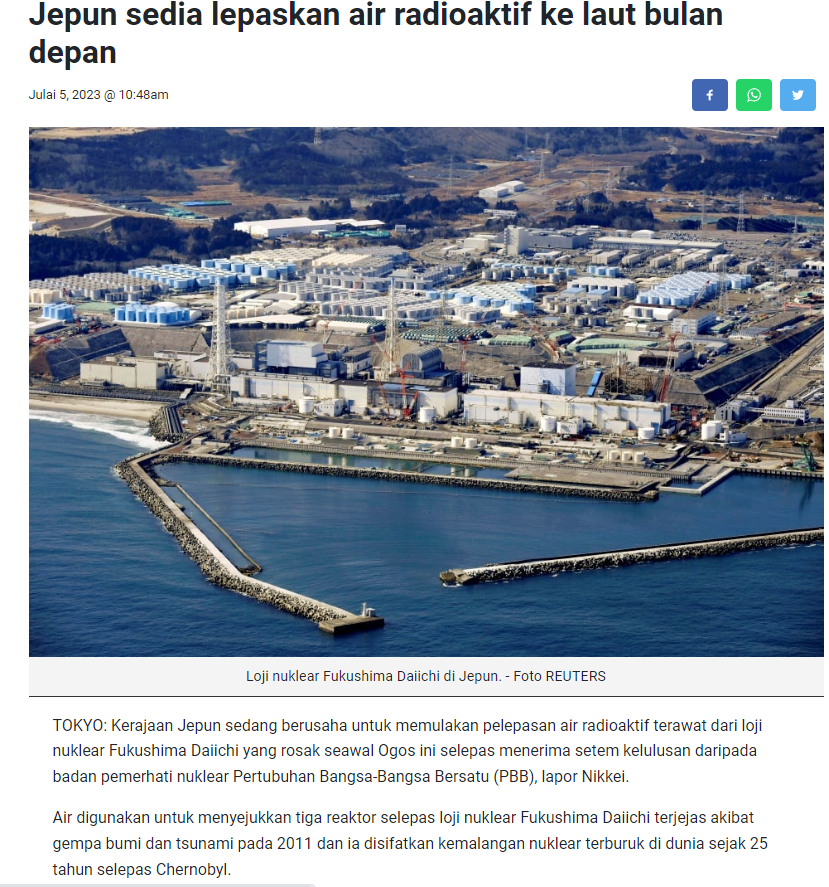 Jepun sedia lepaskan air radioaktif ke laut bulan
depan
Julai 5, 2023 @ 10:48am
Loji nuklear Fukushima Daiichi di Jepun. - Foto REUTERS
TOKYO: Kerajaan Jepun sedang berusaha untuk memulakan pelepasan air radioaktif terawat dari loji
nuklear Fukushima Daiichi yang rosak seawal Ogos ini selepas menerima setem kelulusan daripada
badan pemerhati nuklear Pertubuhan Bangsa-Bangsa Bersatu (PBB), lapor Nikkei.
Air digunakan untuk menyejukkan tiga reaktor selepas loji nuklear Fukushima Daiichi terjejas akibat
gempa bumi dan tsunami pada 2011 dan ia disifatkan kemalangan nuklear terburuk di dunia sejak 25
tahun selepas Chernobyl.